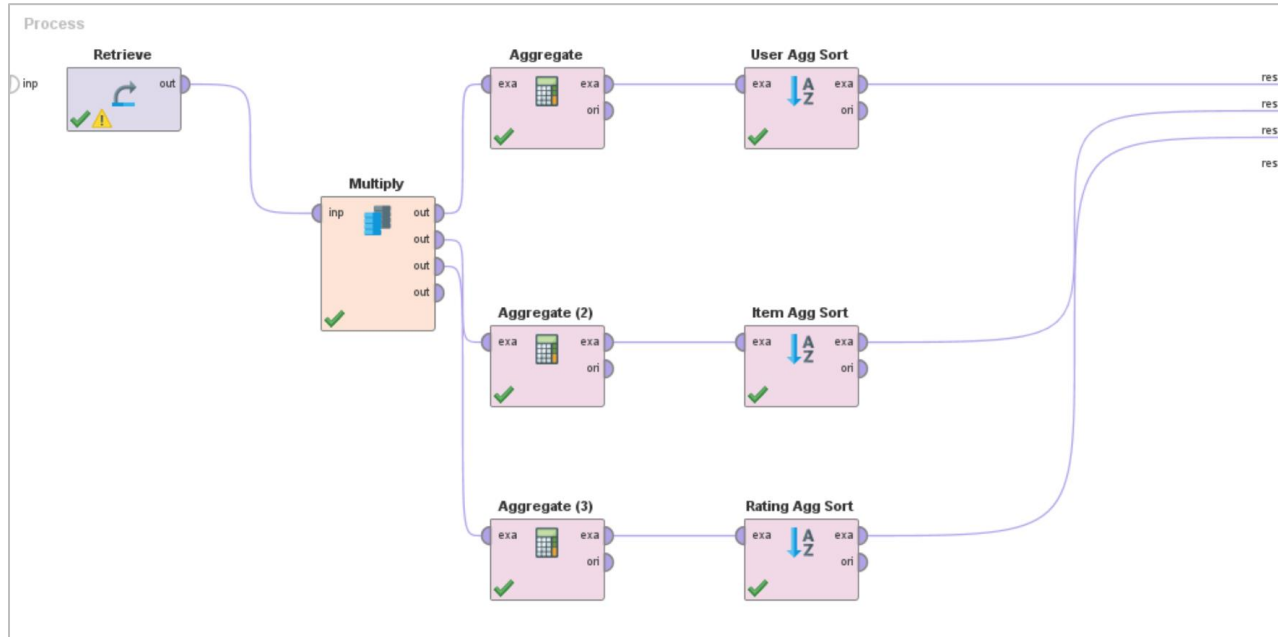 Process
Retrieve
inp
out
Aggregate
exa
exa
ori
User Agg Sort
exa
A
Z
exa
ori
res
res
res
res
Multiply
inp
out
out
out
out
Aggregate (2)
exa
exa
ori
Item Agg Sort
exa
A
Z
exa
ori
Aggregate (3)
exa
exa
ori
Rating Agg Sort
exa
A
Z
exa
ori